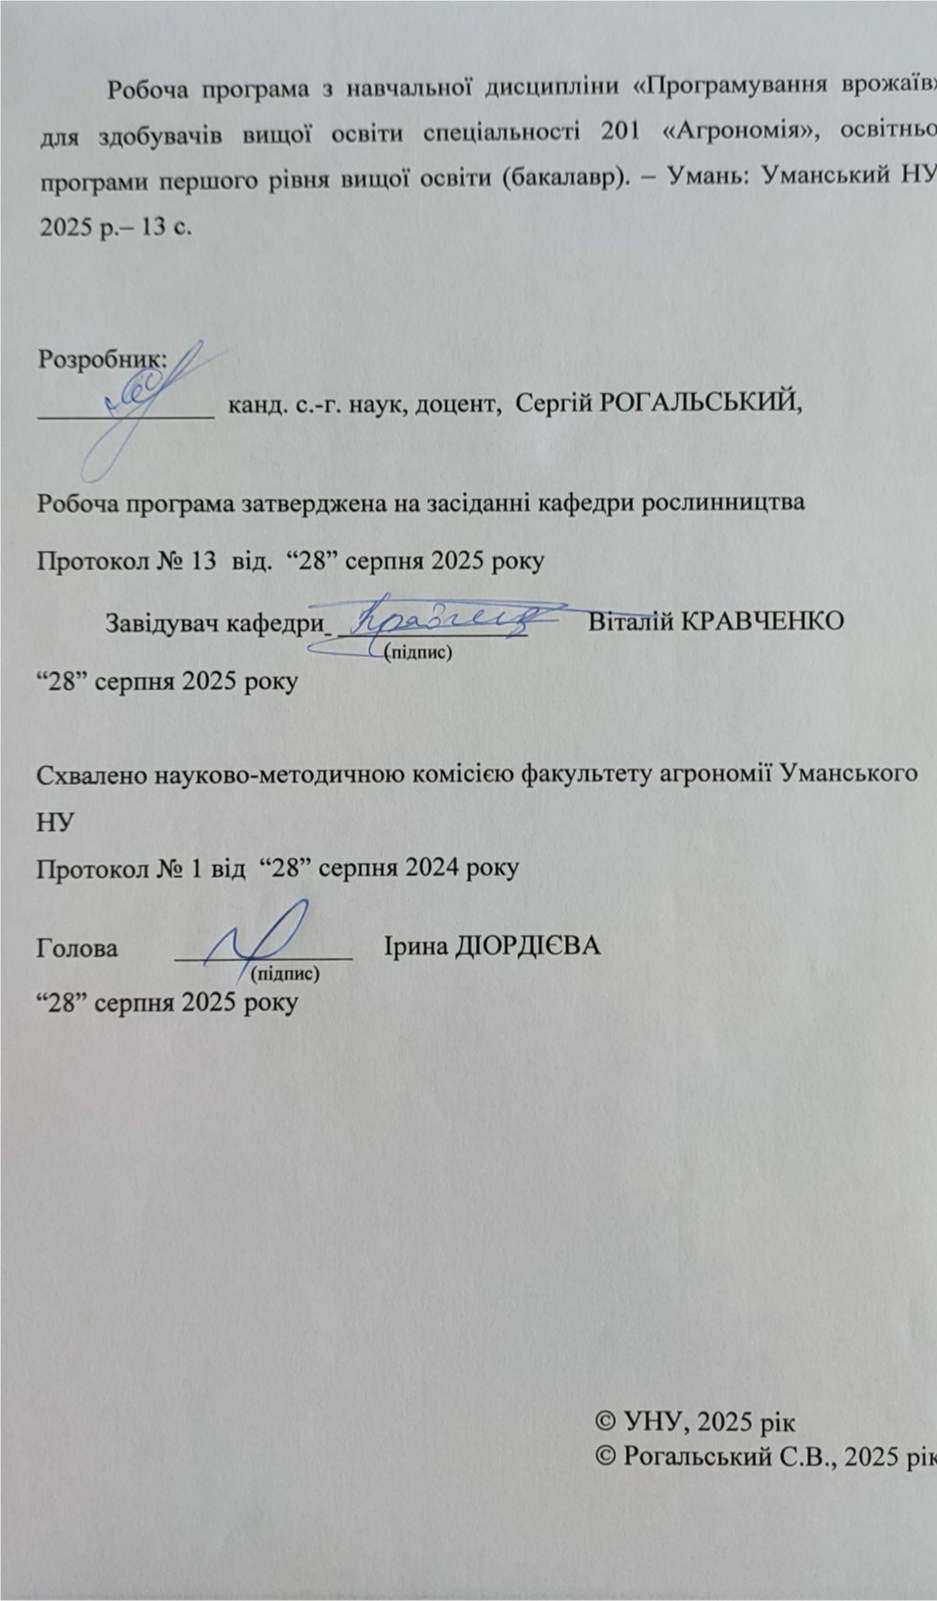 Робоча програма з навчальної дисципліни «Програмування врожаїв»
для здобувачів вищої освіти спеціальності 201 «Агрономія», освітньо
програми першого рівня вищої освіти (бакалавр). – Умань: Уманський НУ
2025 р.– 13 с.
Розробник:
канд. с.-г. наук, доцент, Сергій РОГАЛЬСЬКИЙ,
Робоча програма затверджена на засіданні кафедри рослинництва
Протокол № 13 від. “28” серпня 2025 року
Завідувач кафедри Віталій КРАВЧЕНКО
(підпис)
“28” серпня 2025 року
Схвалено науково-методичною комісією факультету агрономії Уманського
НУ
Протокол № 1 від “28” серпня 2024 року
Голова Ірина ДІОРДІЄВА
(підпис)
“28” серпня 2025 року
© УНУ, 2025 рік
© Рогальський С.В., 2025 рік